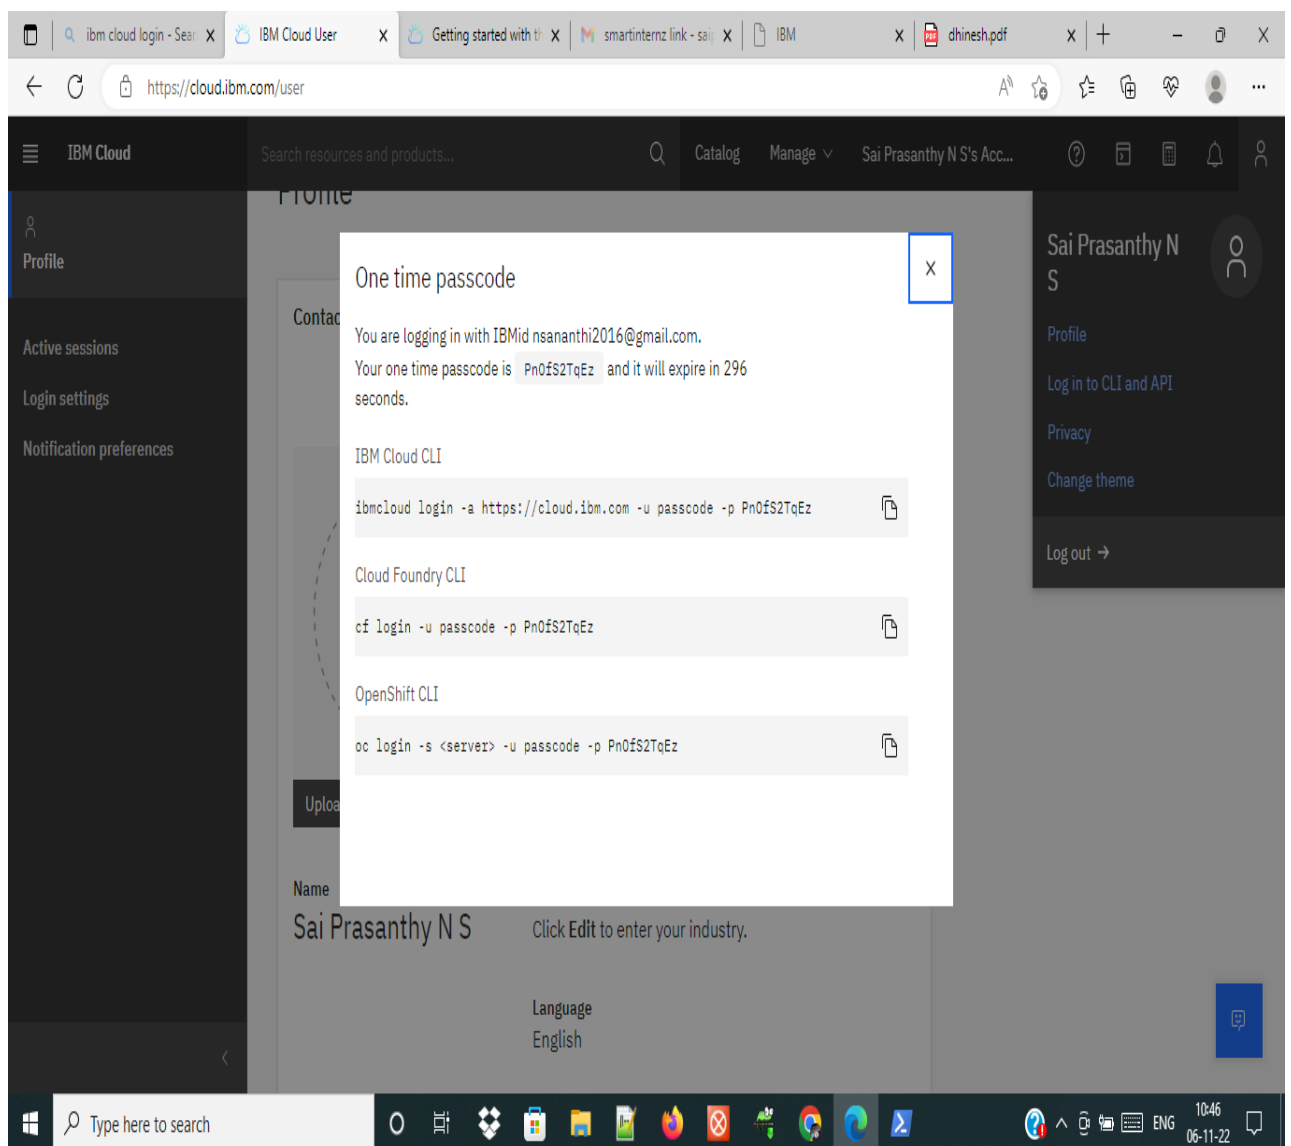 ibm cloud login - Sear
IBM Cloud User
Getting started with th
smartinternz link - sai
IBM
dhinesh.pdf
https://cloud.ibm.com/user
IBM Cloud
Search resources and products...
Catalog
Manage
Sai Prasanthy N S's Acc...
Profile
Profile
Active sessions
Login settings
Notification preferences
Contac
One time passcode
You are logging in with IBMid nsananthi2016@gmail.com.
Your one time passcode is PnOfS2TqEz and it will expire in 296
seconds.
IBM Cloud CLI
ibmcloud login -a https://cloud.ibm.com -u passcode -p PnOfS2TqEz
Cloud Foundry CLI
cf login -u passcode -p PnOfS2TqEz
OpenShift CLI
oc login -s <server> -u passcode -p PnOfS2TqEz
Uploa
Name
Sai Prasanthy N S
Click Edit to enter your industry.
Language
English
Sai Prasanthy N
S
Profile
Log in to CLI and API
Privacy
Change theme
Log out →
Type here to search
ENG
10:46
06-11-22